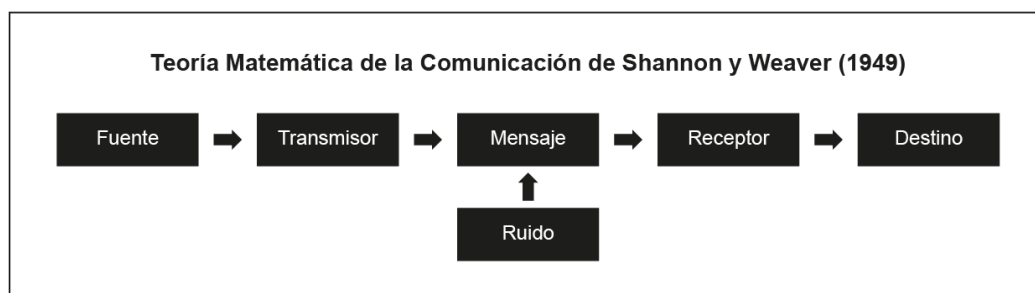 Teoría Matemática de la Comunicación de Shannon y Weaver (1949)
Fuente
Transmisor
Mensaje
Receptor
Destino
Ruido